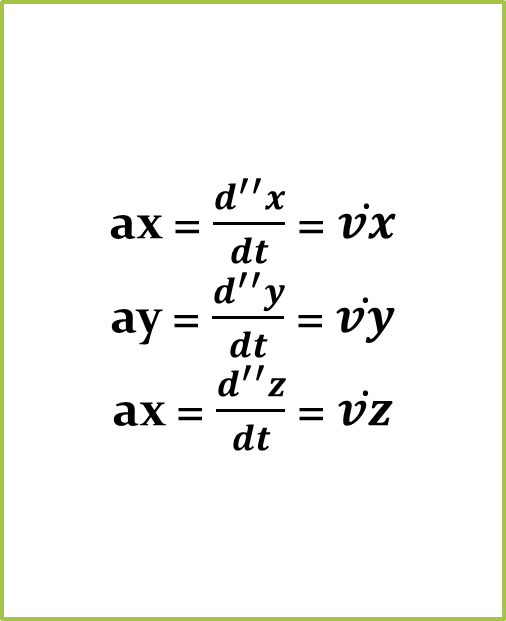 ax = d''x/dt = v̇x
ay = d''y/dt = v̇y
ax = d''z/dt = v̇z